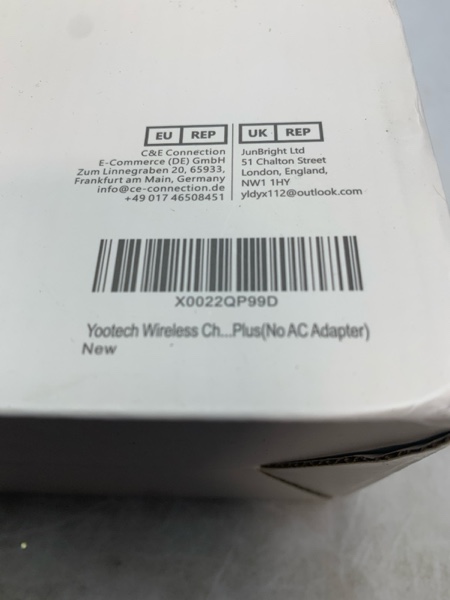 EU REP
C&E Connection
E-Commerce (DE) GmbH
Zum Linnegraben 20, 65933,
Frankfurt am Main, Germany
info@ce-connection.de
+49 017 46508451
UK REP
JunBright Ltd
51 Chalton Street
London, England,
NW1 1HY
yldyx112@outlook.com
X0022QP99D
Yootech Wireless Ch...Plus(No AC Adapter)
New